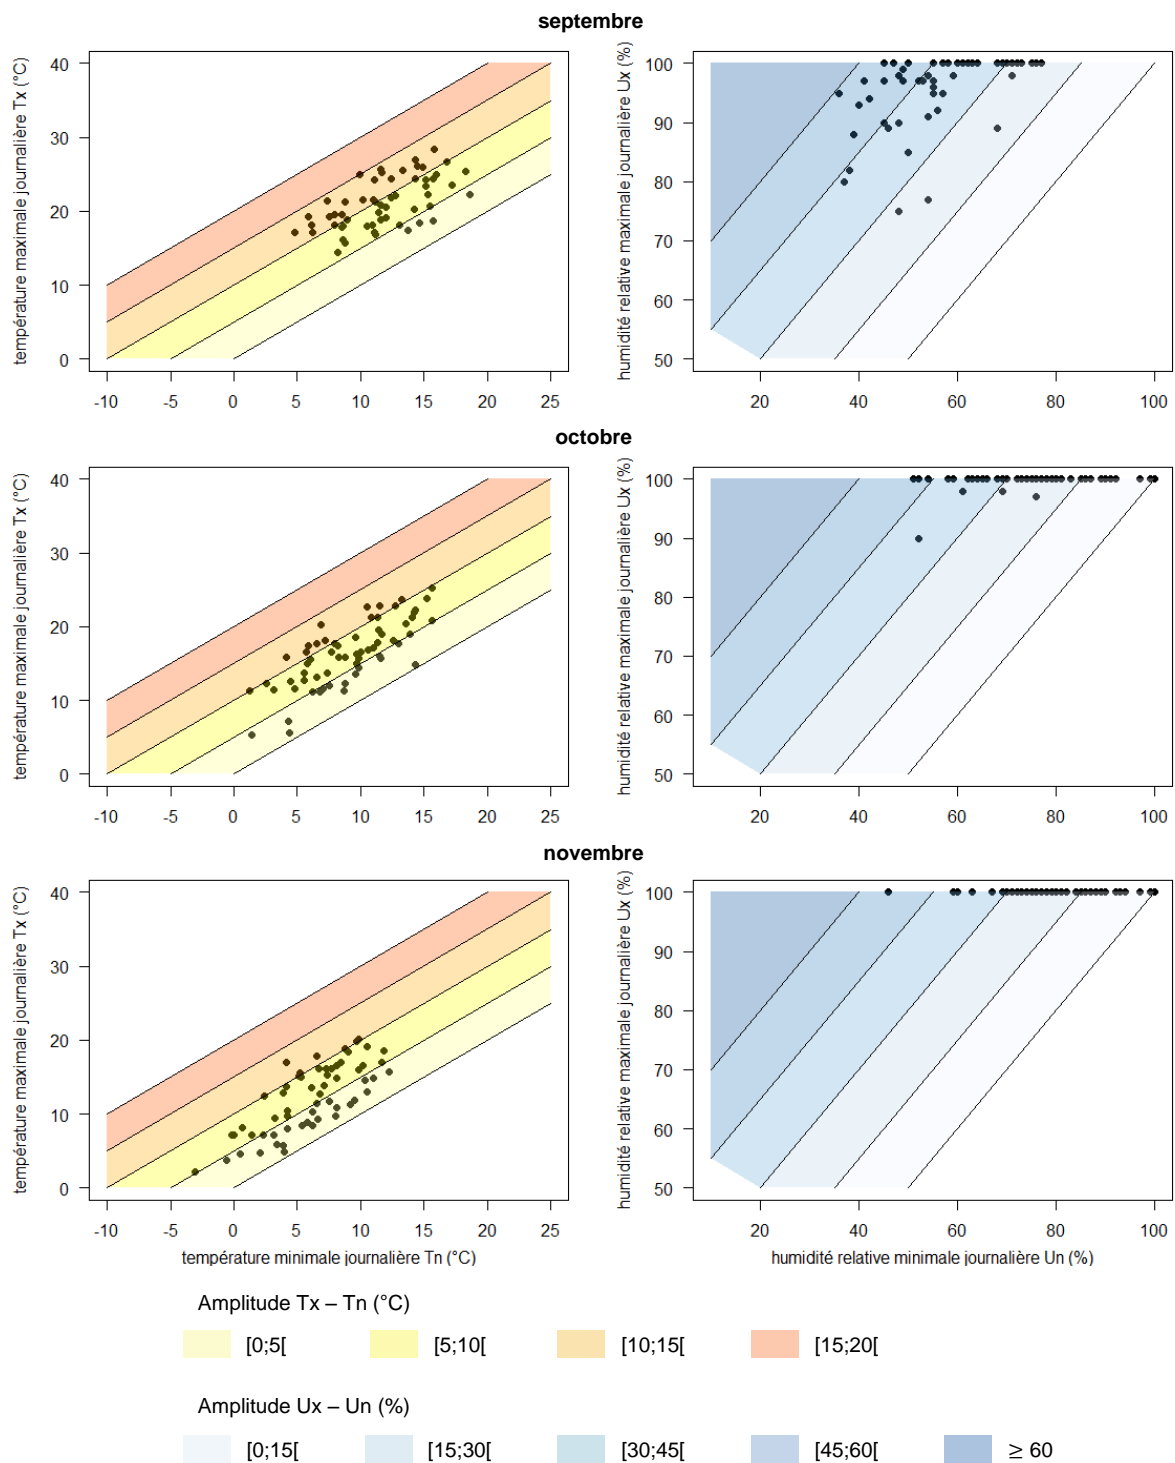 septembre
température maximale journalière Tx (°C)
40
30
20
10
0
-10 -5 0 5 10 15 20 25
humidité relative maximale journalière Ux (%)
100
90
80
70
60
50
20 40 60 80 100
octobre
température maximale journalière Tx (°C)
40
30
20
10
0
-10 -5 0 5 10 15 20 25
humidité relative maximale journalière Ux (%)
100
90
80
70
60
50
20 40 60 80 100
novembre
température maximale journalière Tx (°C)
40
30
20
10
0
-10 -5 0 5 10 15 20 25
température minimale journalière Tn (°C)
humidité relative maximale journalière Ux (%)
100
90
80
70
60
50
20 40 60 80 100
humidité relative minimale journalière Un (%)
Amplitude Tx – Tn (°C)
[0;5[ [5;10[ [10;15[ [15;20[
Amplitude Ux – Un (%)
[0;15[ [15;30[ [30;45[ [45;60[ ≥ 60